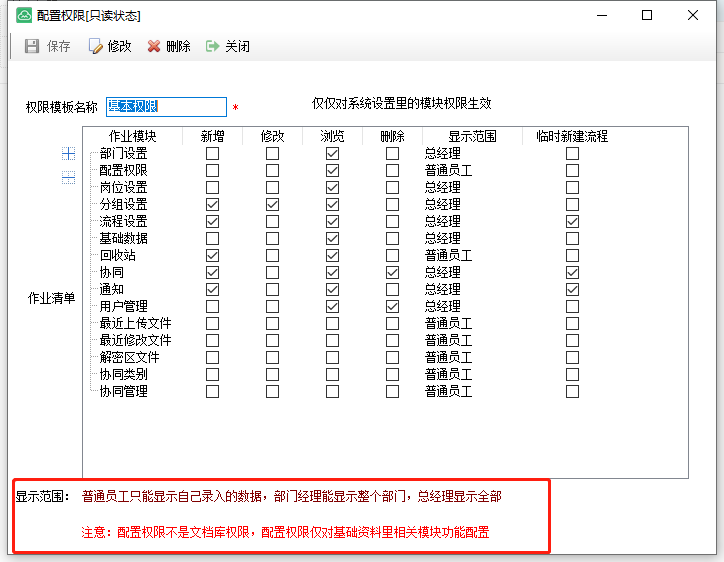 配置权限[只读状态]
保存 修改 删除 关闭
权限模板名称 基本权限 * 仅仅对系统设置里的模块权限生效
作业模块 新增 修改 浏览 删除 显示范围 临时新建流程
部门设置 总经理
配置权限 普通员工
岗位设置 总经理
分组设置 总经理
流程设置 总经理
基础数据 总经理
回收站 普通员工
协同 总经理
作业清单
通知 总经理
用户管理 总经理
最近上传文件 普通员工
最近修改文件 普通员工
解密区文件 普通员工
协同类别 普通员工
协同管理 普通员工
显示范围： 普通员工只能显示自己录入的数据，部门经理能显示整个部门，总经理显示全部
注意：配置权限不是文档库权限，配置权限仅对基础资料里相关模块功能配置